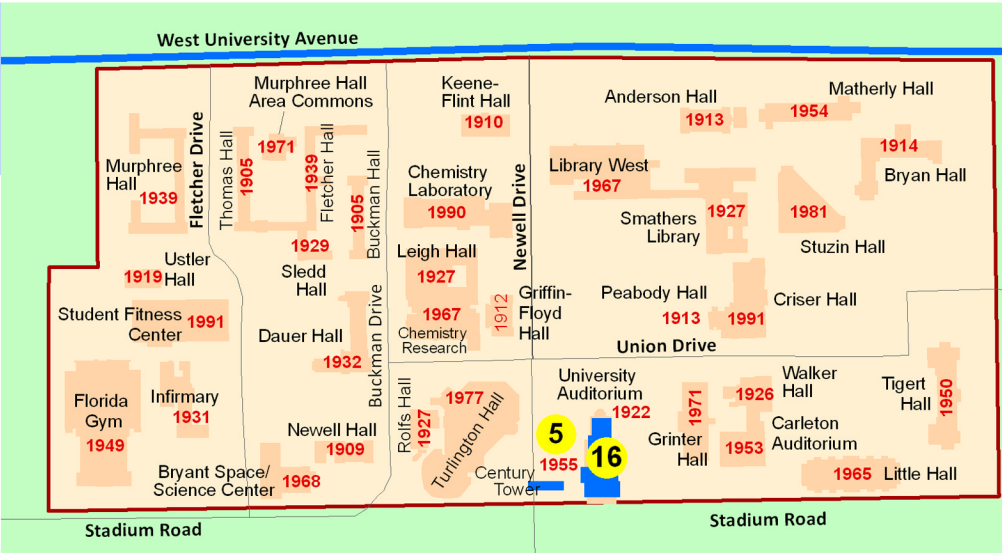 West University Avenue
Murphree Hall
Area Commons
1971
Keene-
Flint Hall
1910
Anderson Hall
1913
Matherly Hall
1954
Murphree
Hall
1939
Fletcher Drive
Thomas Hall
1905
1939
Fletcher Hall
1905
Buckman Hall
Chemistry
Laboratory
1990
Newell Drive
Library West
1967
1914
Bryan Hall
Smathers
Library
1927
1981
Stuzin Hall
1929
Sledd
Hall
Leigh Hall
1927
Ustler
Hall
1919
Student Fitness
Center
1991
Dauer Hall
1932
Buckman Drive
1967
Chemistry
Research
1912
Griffin-
Floyd
Hall
Peabody Hall
1913
1991
Criser Hall
Union Drive
Florida
Gym
1949
Infirmary
1931
Newell Hall
1909
Bryant Space/
Science Center
1968
Rolfs Hall
1927
1977
Turlington Hall
University
Auditorium
1922
5
1955
16
Century
Tower
1971
Grinter
Hall
Walker
Hall
1926
Carleton
Auditorium
1953
Tigert
Hall
1950
1965
Little Hall
Stadium Road
Stadium Road